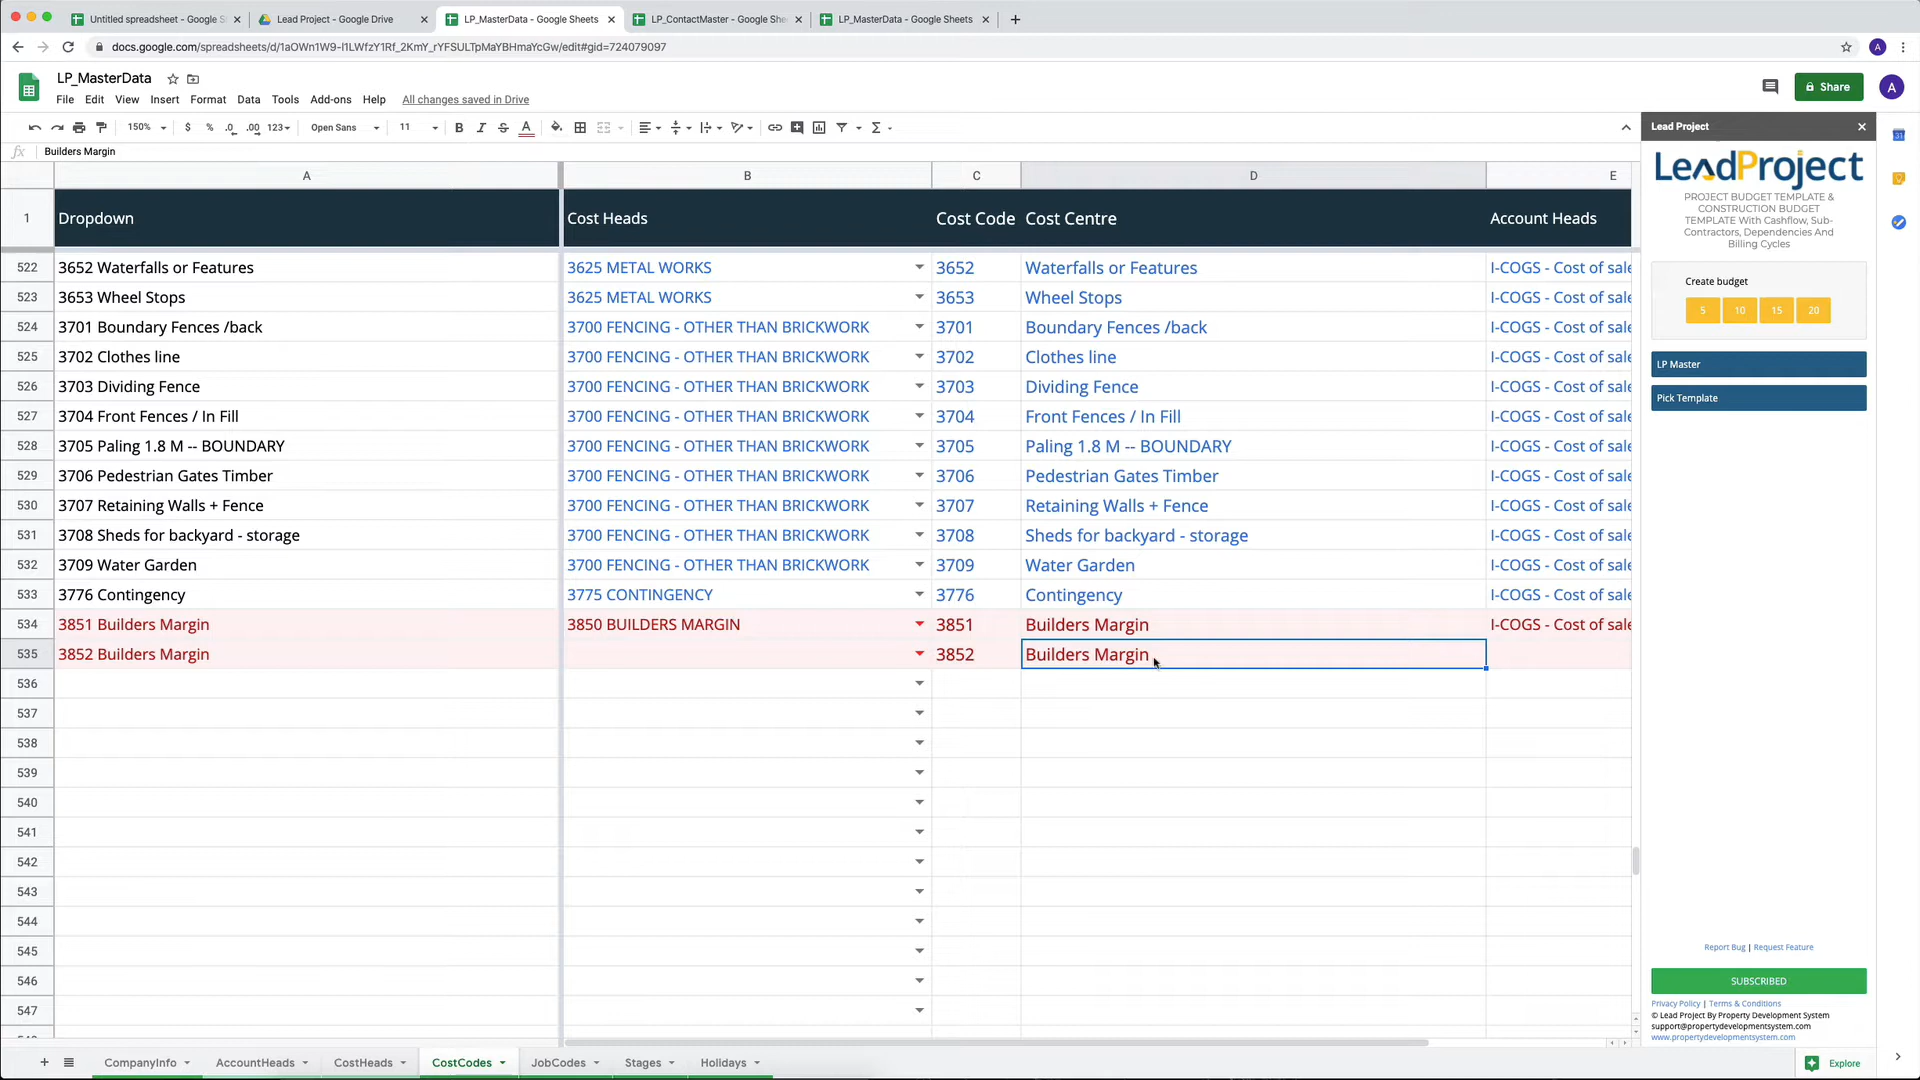 Untitled spreadsheet - Google S
Lead Project - Google Drive
LP_MasterData - Google Sheets
LP_ContactMaster - Google She
LP_MasterData - Google Sheets
docs.google.com/spreadsheets/d/1aOWn1W9-I1LWfzY1Rf_2KmY_rYFSULTpMaYBHmaYcGw/edit#gid=724079097
A
LP_MasterData
File Edit View Insert Format Data Tools Add-ons Help All changes saved in Drive
Share
A
150% $ % .0 .00 123 Open Sans 11 B I S A
fx Builders Margin
A B C D E
1 Dropdown Cost Heads Cost Code Cost Centre Account Heads
522 3652 Waterfalls or Features 3625 METAL WORKS 3652 Waterfalls or Features I-COGS - Cost of sale
523 3653 Wheel Stops 3625 METAL WORKS 3653 Wheel Stops I-COGS - Cost of sale
524 3701 Boundary Fences /back 3700 FENCING - OTHER THAN BRICKWORK 3701 Boundary Fences /back I-COGS - Cost of sale
525 3702 Clothes line 3700 FENCING - OTHER THAN BRICKWORK 3702 Clothes line I-COGS - Cost of sale
526 3703 Dividing Fence 3700 FENCING - OTHER THAN BRICKWORK 3703 Dividing Fence I-COGS - Cost of sale
527 3704 Front Fences / In Fill 3700 FENCING - OTHER THAN BRICKWORK 3704 Front Fences / In Fill I-COGS - Cost of sale
528 3705 Paling 1.8 M -- BOUNDARY 3700 FENCING - OTHER THAN BRICKWORK 3705 Paling 1.8 M -- BOUNDARY I-COGS - Cost of sale
529 3706 Pedestrian Gates Timber 3700 FENCING - OTHER THAN BRICKWORK 3706 Pedestrian Gates Timber I-COGS - Cost of sale
530 3707 Retaining Walls + Fence 3700 FENCING - OTHER THAN BRICKWORK 3707 Retaining Walls + Fence I-COGS - Cost of sale
531 3708 Sheds for backyard - storage 3700 FENCING - OTHER THAN BRICKWORK 3708 Sheds for backyard - storage I-COGS - Cost of sale
532 3709 Water Garden 3700 FENCING - OTHER THAN BRICKWORK 3709 Water Garden I-COGS - Cost of sale
533 3776 Contingency 3775 CONTINGENCY 3776 Contingency I-COGS - Cost of sale
534 3851 Builders Margin 3850 BUILDERS MARGIN 3851 Builders Margin I-COGS - Cost of sale
535 3852 Builders Margin 3852 Builders Margin
536
537
538
539
540
541
542
543
544
545
546
547
CompanyInfo AccountHeads CostHeads CostCodes JobCodes Stages Holidays
Explore
Lead Project
LeadProject
PROJECT BUDGET TEMPLATE &
CONSTRUCTION BUDGET
TEMPLATE With Cashflow, Sub-
Contractors, Dependencies And
Billing Cycles
Create budget
5 10 15 20
LP Master
Pick Template
Report Bug | Request Feature
SUBSCRIBED
Privacy Policy | Terms & Conditions
© Lead Project By Property Development System
support@propertydevelopmentsystem.com
www.propertydevelopmentsystem.com
31